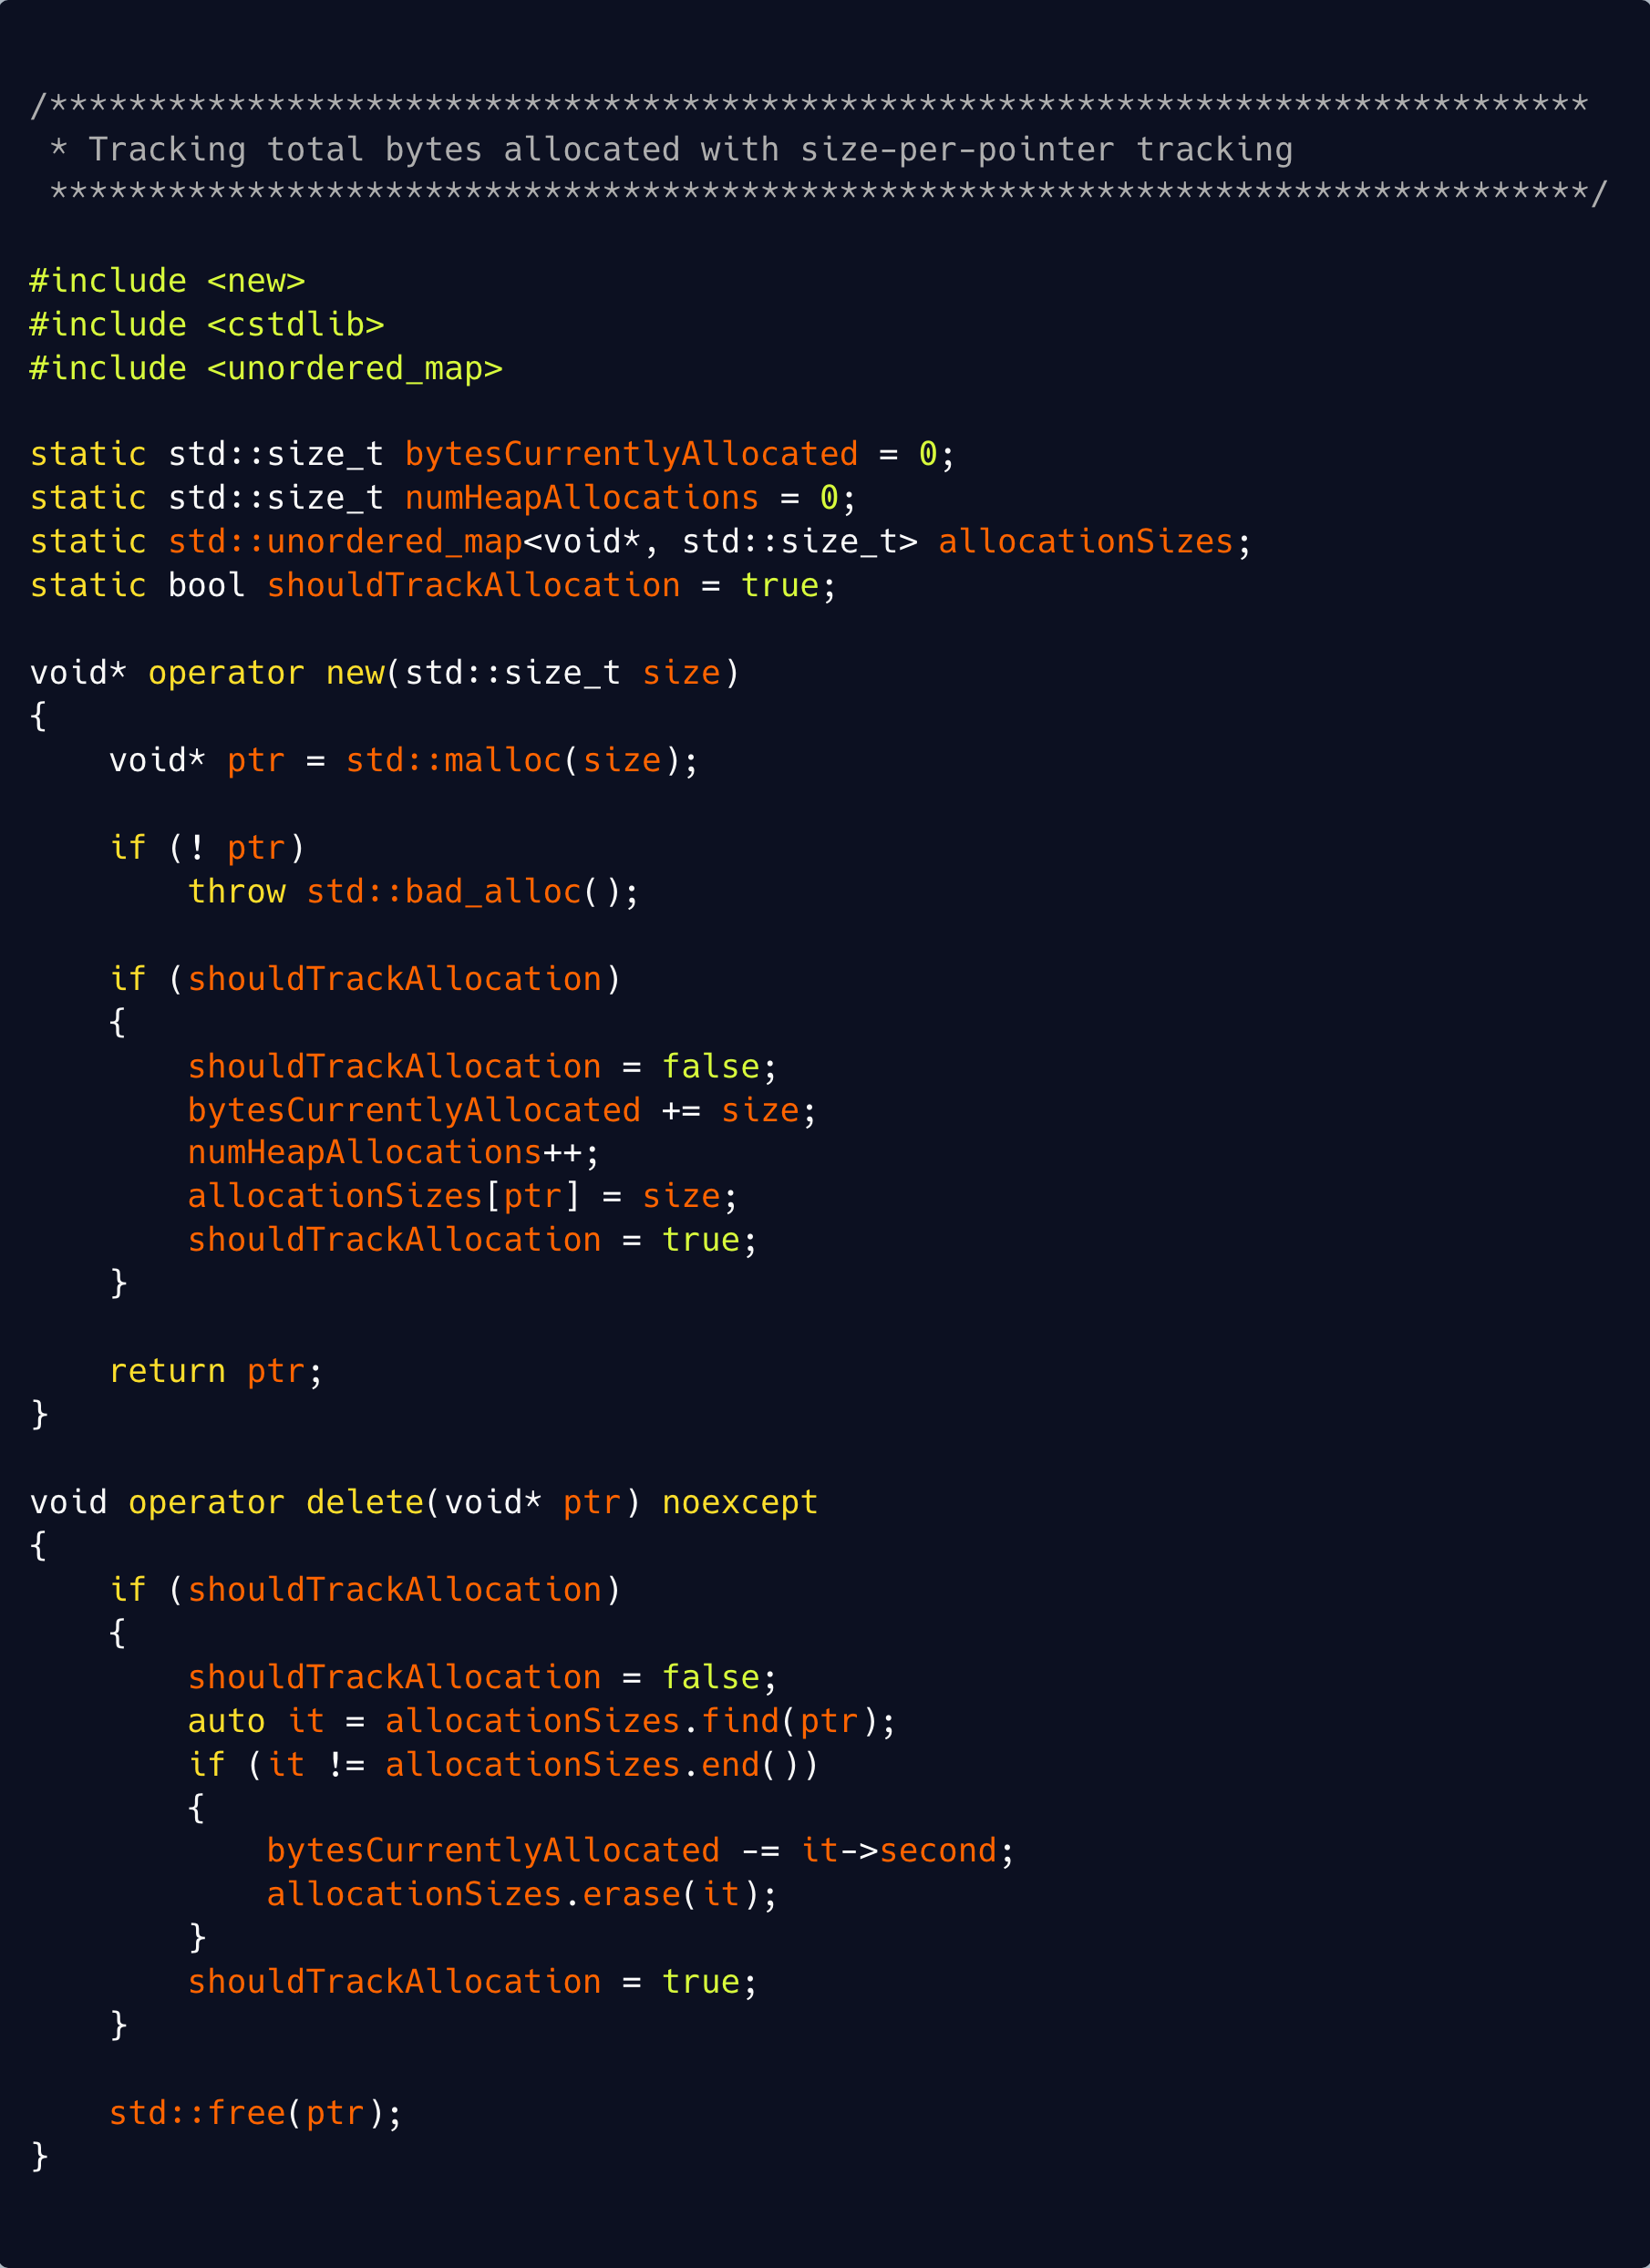 /******************************************************************************
 * Tracking total bytes allocated with size-per-pointer tracking
 ******************************************************************************/

#include <new>
#include <cstdlib>
#include <unordered_map>

static std::size_t bytesCurrentlyAllocated = 0;
static std::size_t numHeapAllocations = 0;
static std::unordered_map<void*, std::size_t> allocationSizes;
static bool shouldTrackAllocation = true;

void* operator new(std::size_t size)
{
    void* ptr = std::malloc(size);

    if (! ptr)
        throw std::bad_alloc();

    if (shouldTrackAllocation)
    {
        shouldTrackAllocation = false;
        bytesCurrentlyAllocated += size;
        numHeapAllocations++;
        allocationSizes[ptr] = size;
        shouldTrackAllocation = true;
    }

    return ptr;
}

void operator delete(void* ptr) noexcept
{
    if (shouldTrackAllocation)
    {
        shouldTrackAllocation = false;
        auto it = allocationSizes.find(ptr);
        if (it != allocationSizes.end())
        {
            bytesCurrentlyAllocated -= it->second;
            allocationSizes.erase(it);
        }
        shouldTrackAllocation = true;
    }

    std::free(ptr);
}